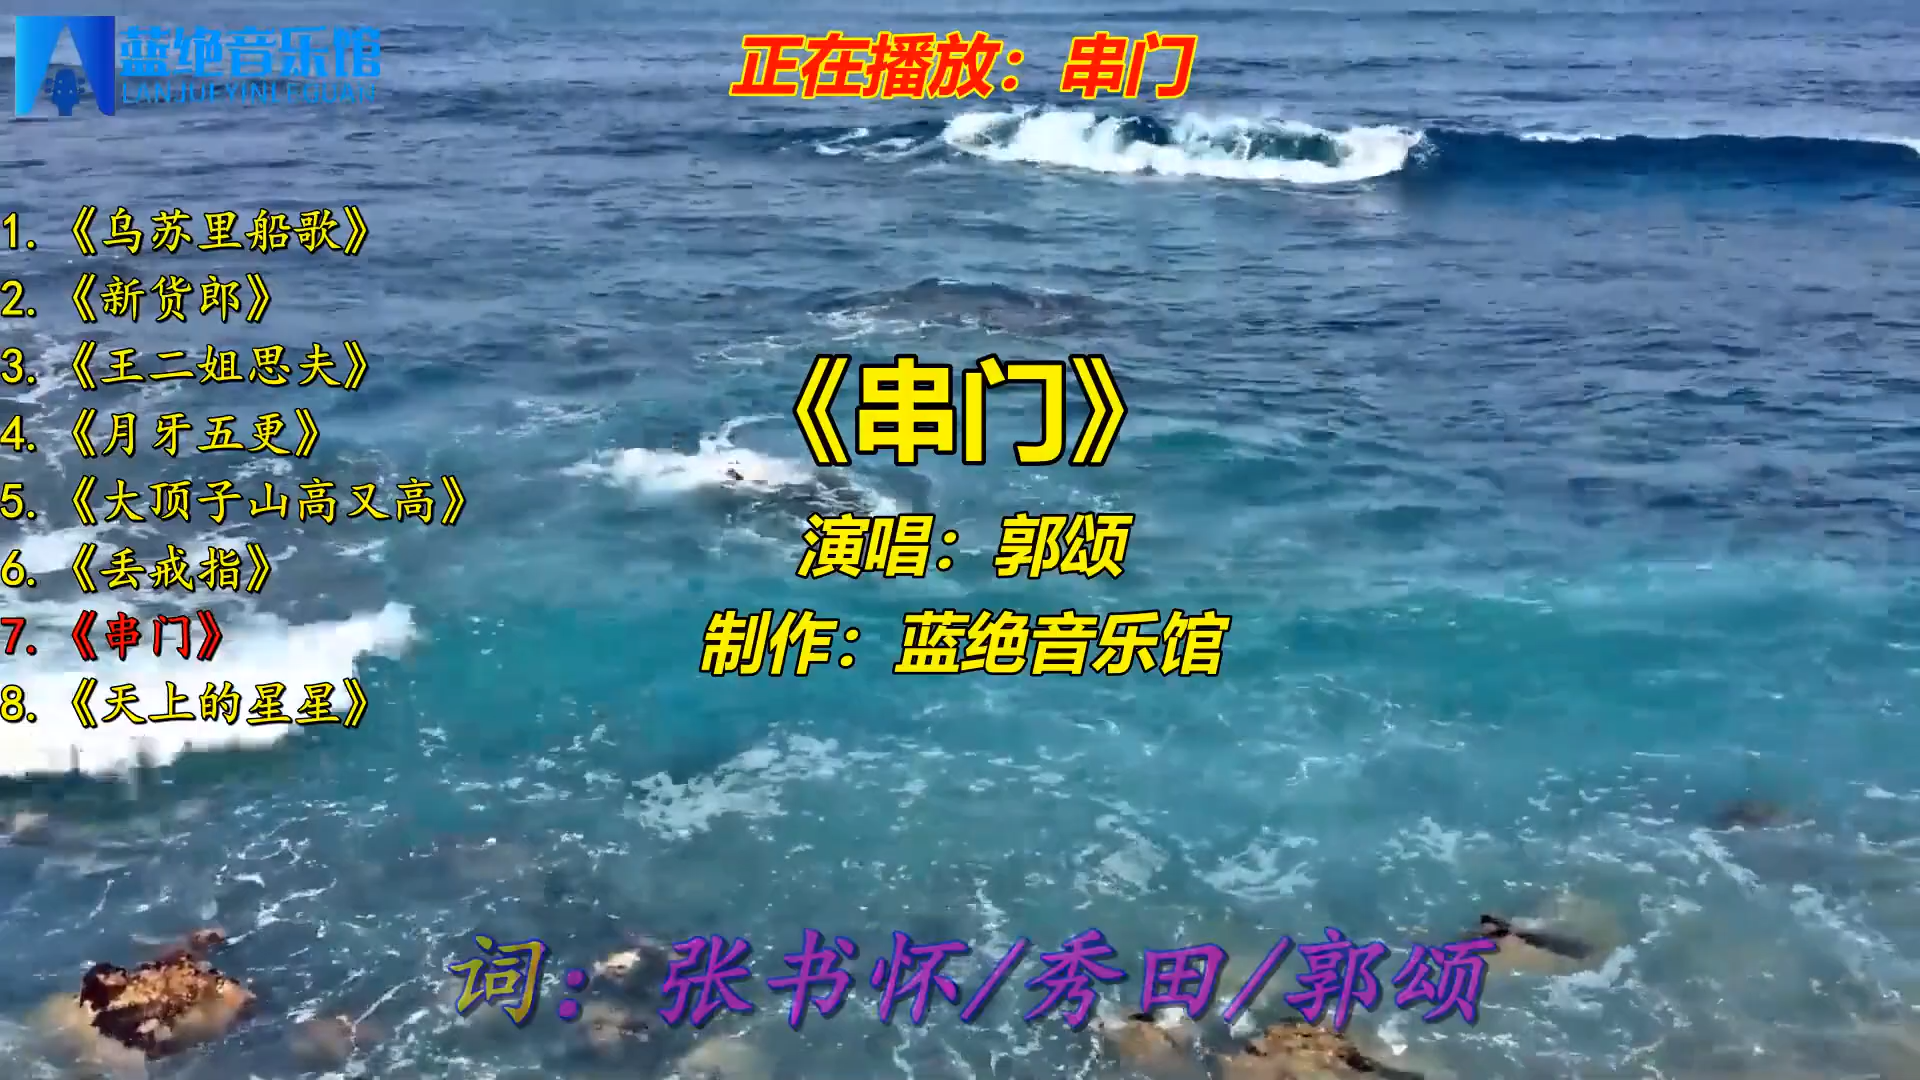 蓝绝音乐馆
LANJUEYINLEGUAN
正在播放：串门
1.《乌苏里船歌》
2.《新货郎》
3.《王二姐思夫》
4.《月牙五更》
5.《大顶子山高又高》
6.《丢戒指》
7.《串门》
8.《天上的星星》
《串门》
演唱：郭颂
制作：蓝绝音乐馆
词：张书怀/秀田/郭颂